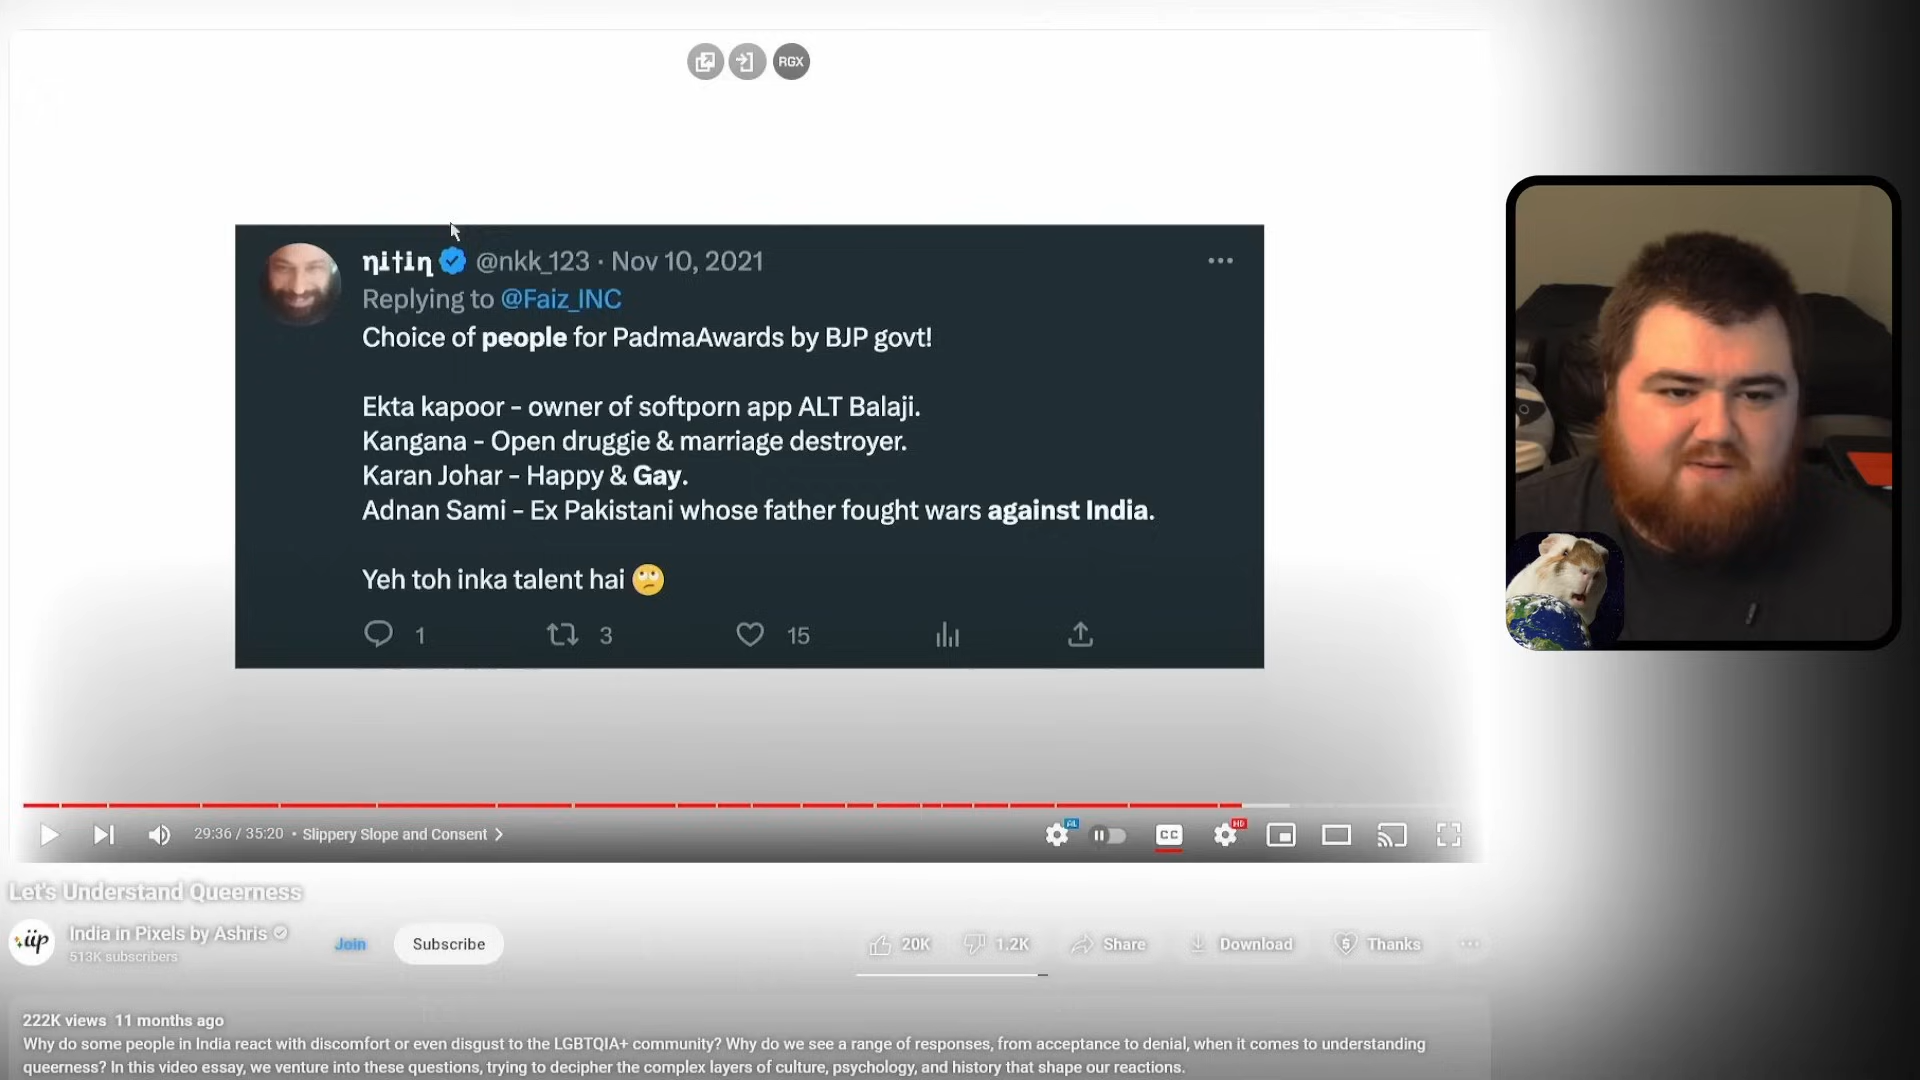 RGX
ηi†iη @nkk_123 · Nov 10, 2021
Replying to @Faiz_INC
Choice of people for PadmaAwards by BJP govt!
Ekta kapoor - owner of softporn app ALT Balaji.
Kangana - Open druggie & marriage destroyer.
Karan Johar - Happy & Gay.
Adnan Sami - Ex Pakistani whose father fought wars against India.
Yeh toh inka talent hai 🙄
1 3 15
29:36 / 35:20 • Slippery Slope and Consent
AL CC HD
Let's Understand Queerness
iip India in Pixels by Ashris
513K subscribers
Join Subscribe 20K 1.2K Share Download Thanks
222K views 11 months ago
Why do some people in India react with discomfort or even disgust to the LGBTQIA+ community? Why do we see a range of responses, from acceptance to denial, when it comes to understanding
queerness? In this video essay, we venture into these questions, trying to decipher the complex layers of culture, psychology, and history that shape our reactions.